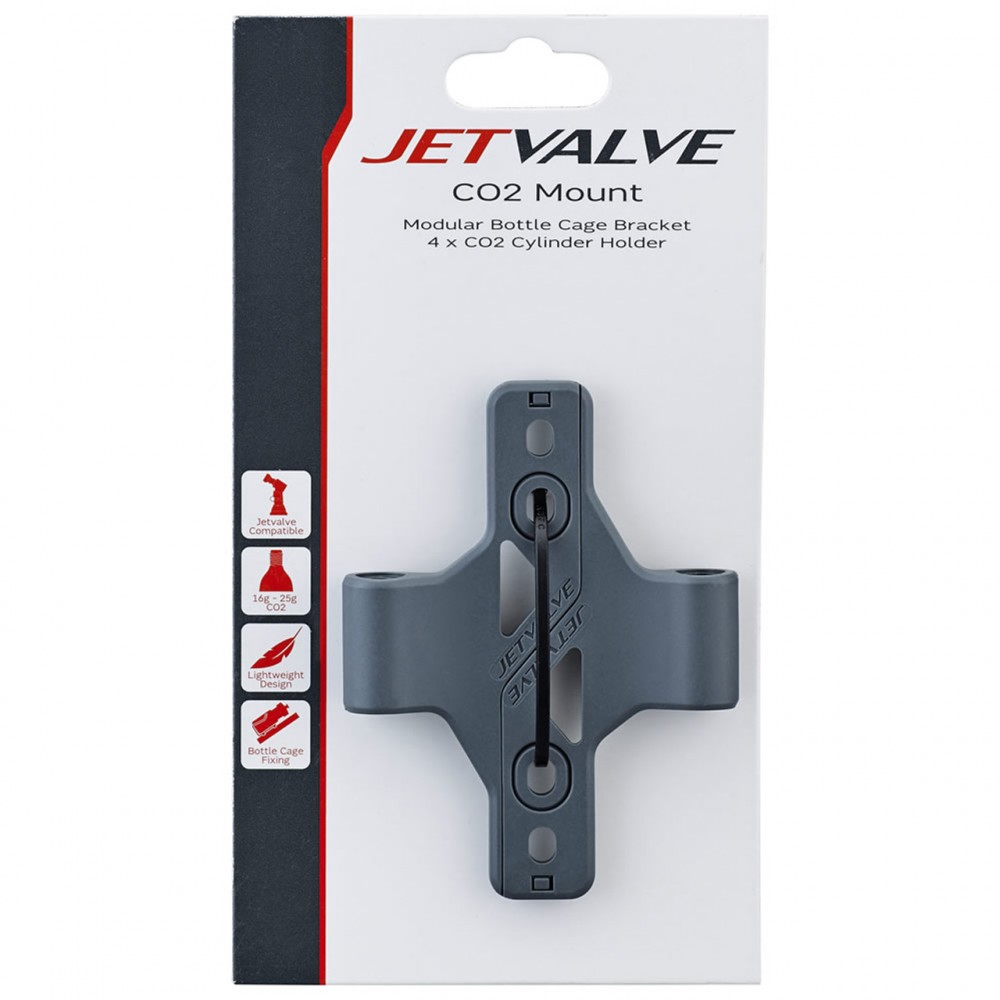 JETVALVE
CO2 Mount
Modular Bottle Cage Bracket
4 x CO2 Cylinder Holder
JETVALVE
JETVALVE
Jetvalve
Compatible
16g - 25g
CO2
Lightweight
Design
Bottle Cage
Fixing